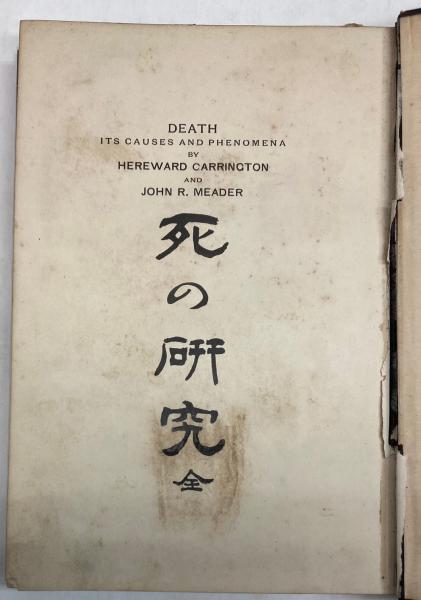 DEATH
ITS CAUSES AND PHENOMENA
BY
HEREWARD CARRINGTON
AND
JOHN R. MEADER
死の研究
全